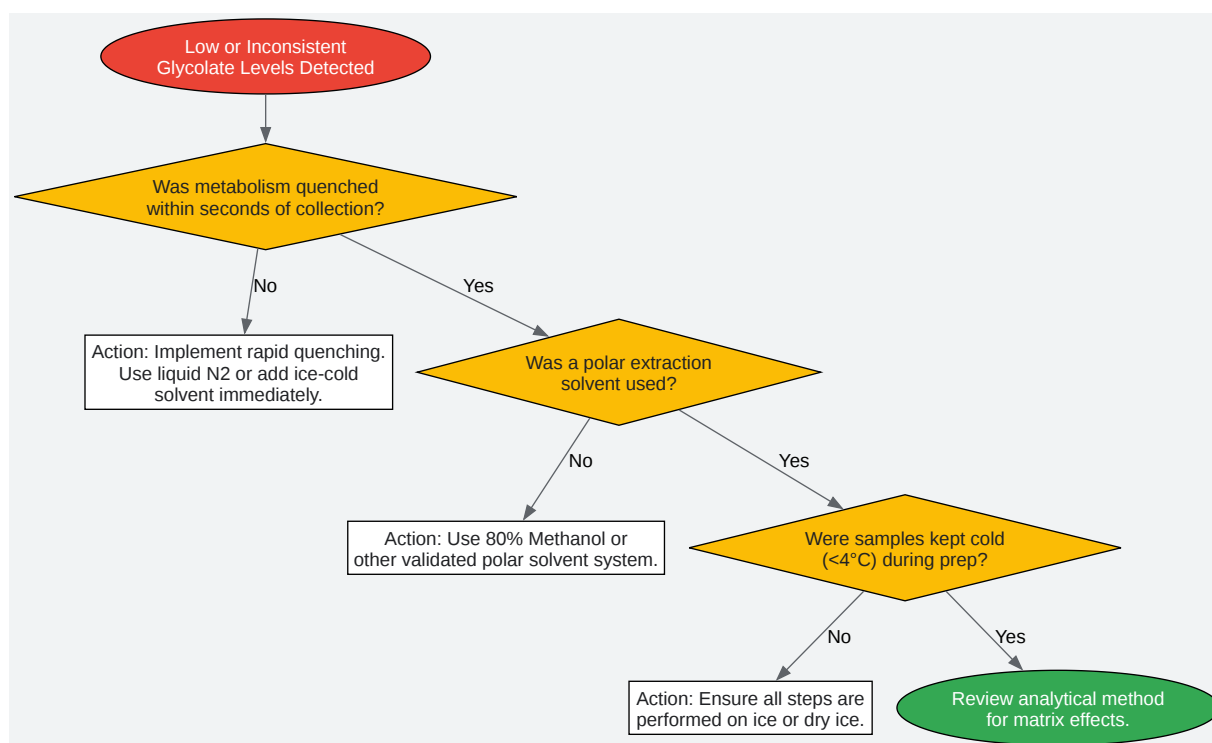 Low or Inconsistent
Glycolate Levels Detected
Was metabolism quenched
within seconds of collection?
No
Yes
Action: Implement rapid quenching.
Use liquid N2 or add ice-cold
solvent immediately.
Was a polar extraction
solvent used?
No
Yes
Action: Use 80% Methanol or
other validated polar solvent system.
Were samples kept cold
(<4°C) during prep?
No
Yes
Action: Ensure all steps are
performed on ice or dry ice.
Review analytical method
for matrix effects.